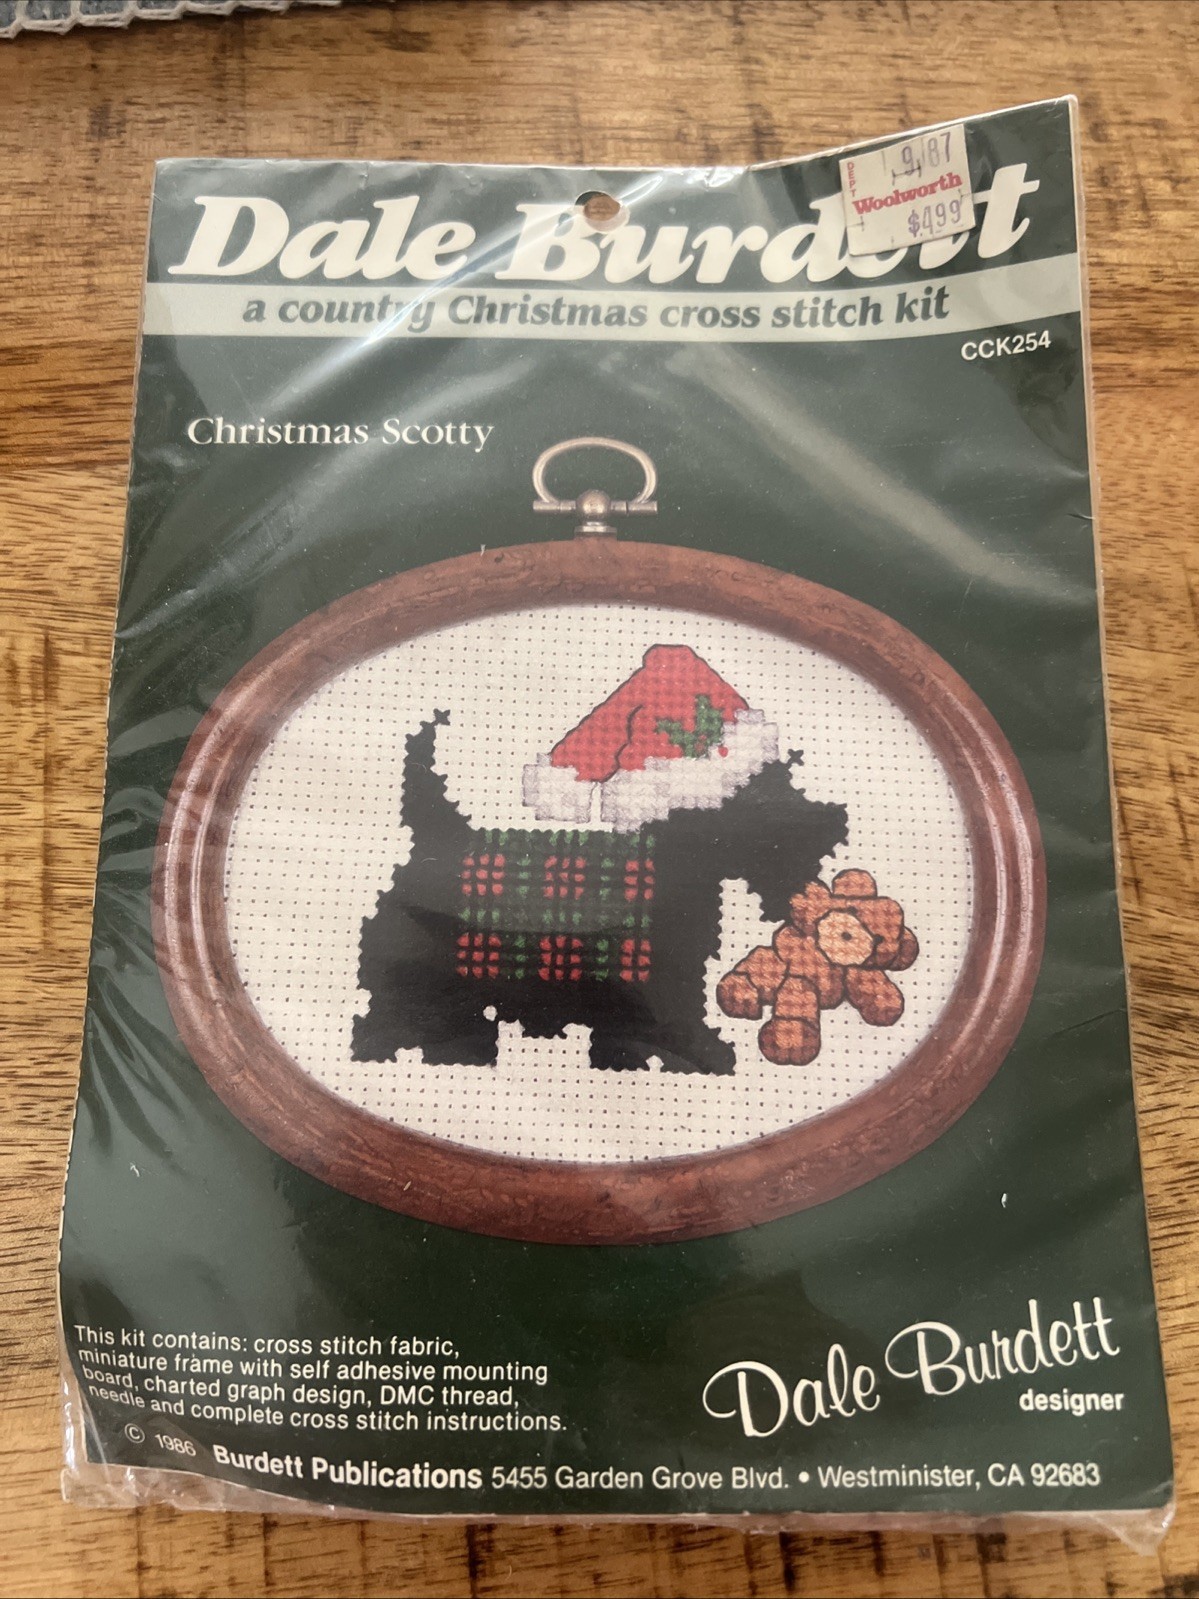 Dale Burdett
DEPT
9/87
Woolworth
$4.99
a country Christmas cross stitch kit
CCK254
Christmas Scotty
This kit contains: cross stitch fabric,
miniature frame with self adhesive mounting
board, charted graph design, DMC thread,
needle and complete cross stitch instructions.
Dale Burdett
designer
© 1986 Burdett Publications 5455 Garden Grove Blvd. • Westminister, CA 92683